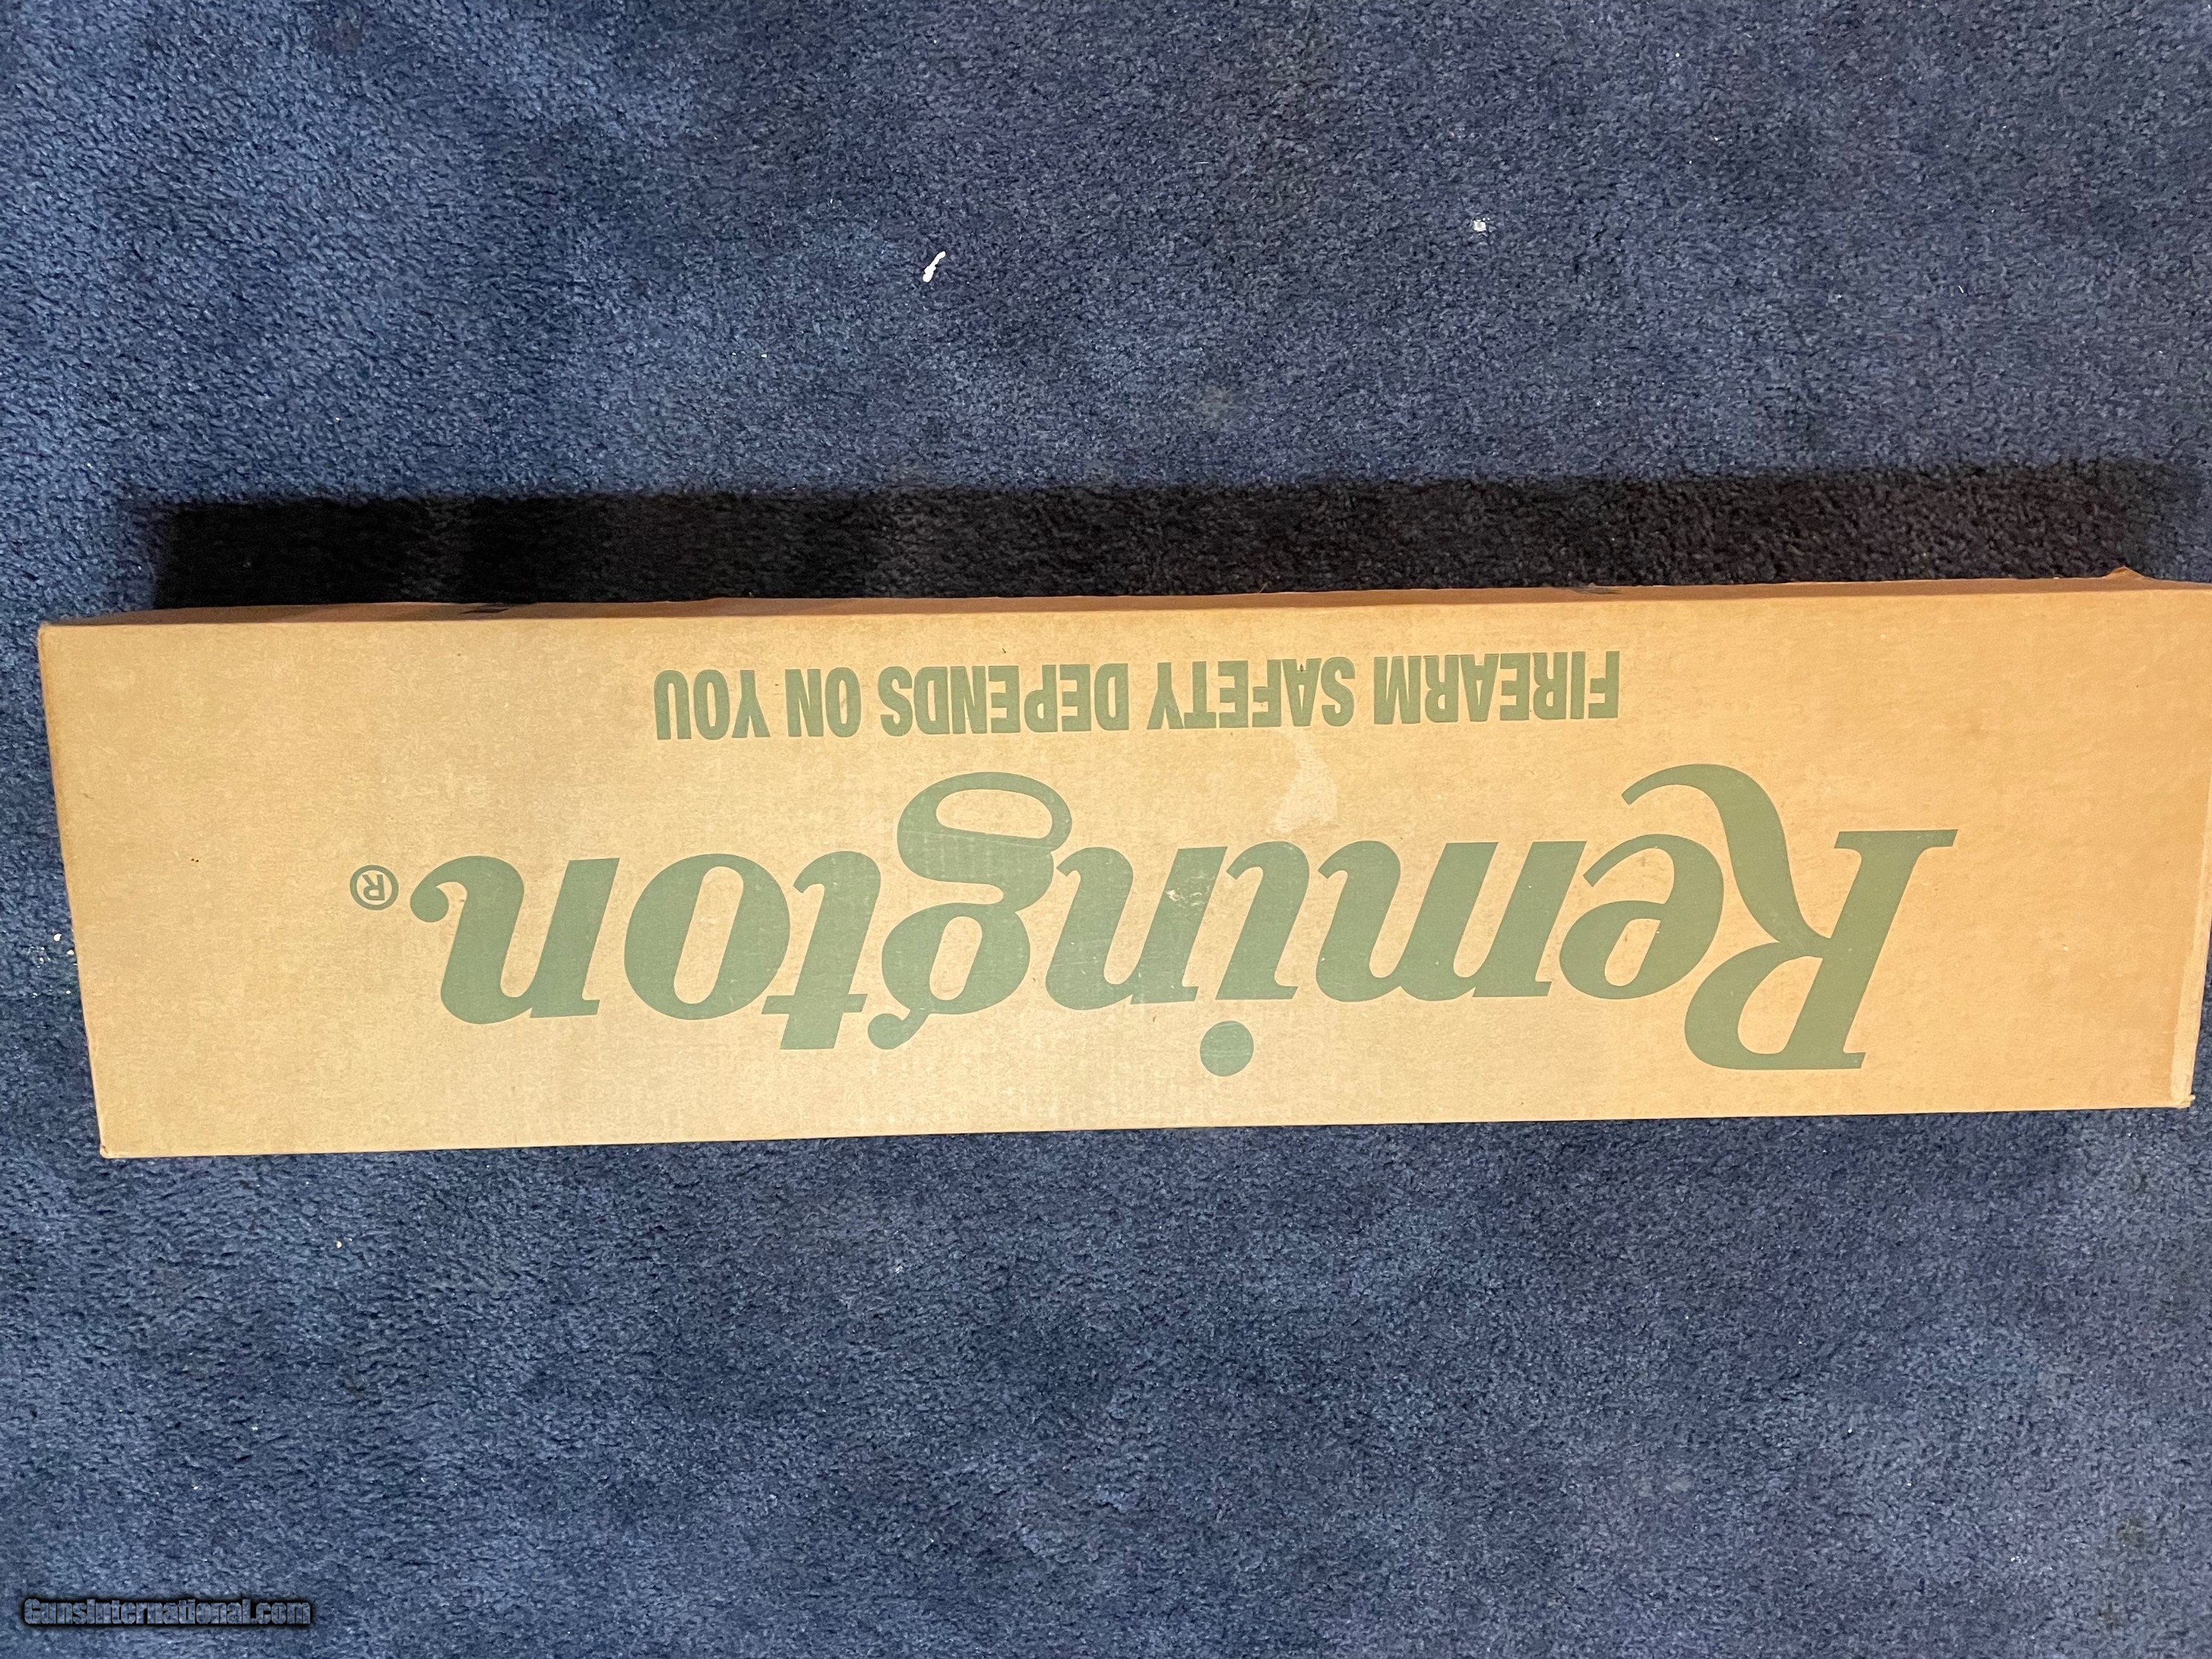 Remington®
FIREARM SAFETY DEPENDS ON YOU
GunsInternational.com